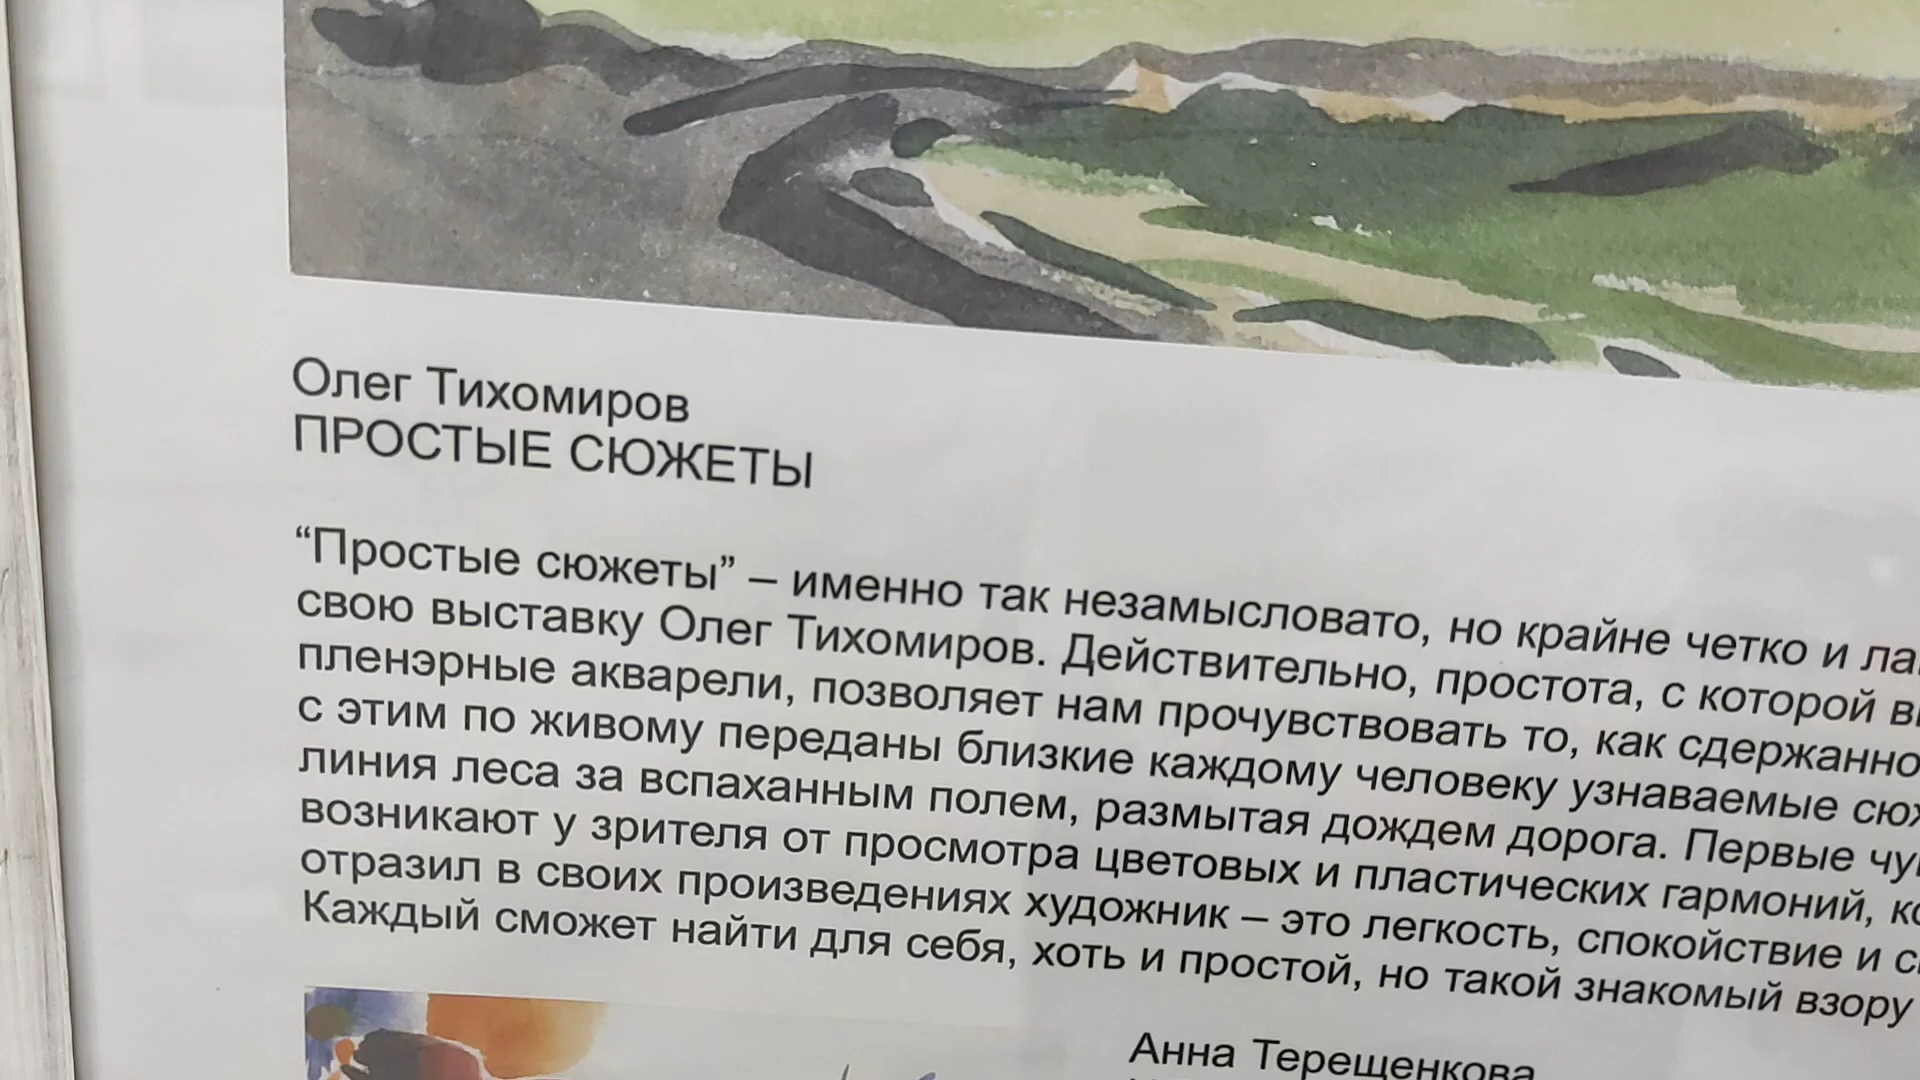 Олег Тихомиров
ПРОСТЫЕ СЮЖЕТЫ
“Простые сюжеты” – именно так незамысловато, но крайне четко и
свою выставку Олег Тихомиров. Действительно, простота, с которой
пленэрные акварели, позволяет нам прочувствовать то, как сдержанно
с этим по живому переданы близкие каждому человеку узнаваемые
линия леса за вспаханным полем, размытая дождем дорога. Первые
возникают у зрителя от просмотра цветовых и пластических гармоний,
отразил в своих произведениях художник – это легкость, спокойствие и
Каждый сможет найти для себя, хоть и простой, но такой знакомый взору
Анна Терещенкова